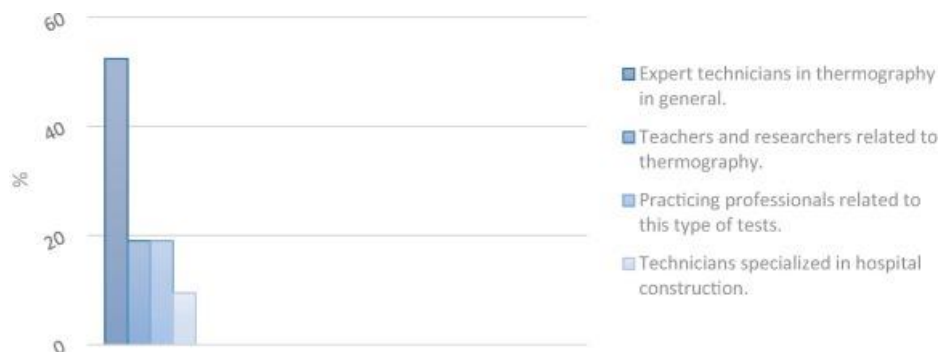 60
40
20
0
%
Expert technicians in thermography
in general.
Teachers and researchers related to
thermography.
Practicing professionals related to
this type of tests.
Technicians specialized in hospital
construction.